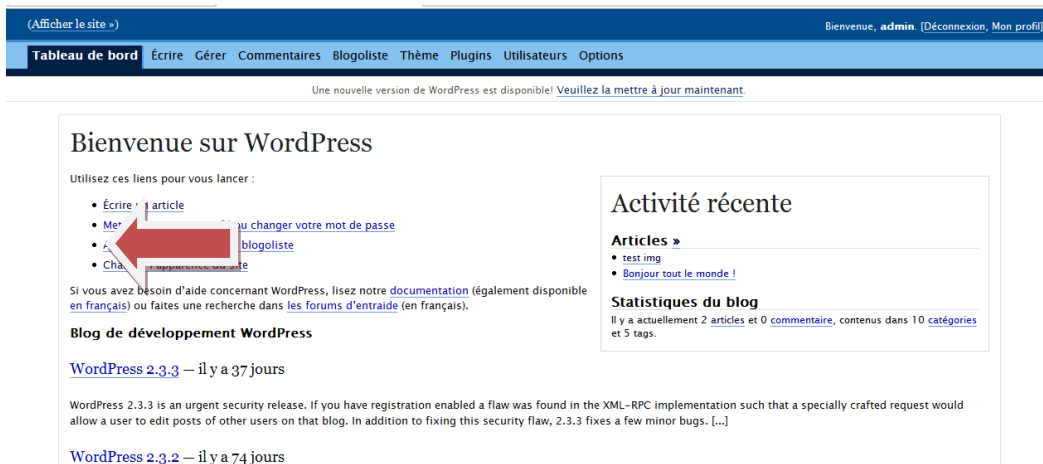 (Afficher le site »)
Bienvenue, admin. [Déconnexion, Mon profil]
Tableau de bord Écrire Gérer Commentaires Blogoliste Thème Plugins Utilisateurs Options
Une nouvelle version de WordPress est disponible! Veuillez la mettre à jour maintenant.
Bienvenue sur WordPress
Utilisez ces liens pour vous lancer :
• Écrire un article
• ou changer votre mot de passe
• blogoliste
• l'apparence du site
Si vous avez besoin d'aide concernant WordPress, lisez notre documentation (également disponible
en français) ou faites une recherche dans les forums d'entraide (en français).
Blog de développement WordPress
WordPress 2.3.3 — il y a 37 jours
WordPress 2.3.3 is an urgent security release. If you have registration enabled a flaw was found in the XML-RPC implementation such that a specially crafted request would
allow a user to edit posts of other users on that blog. In addition to fixing this security flaw, 2.3.3 fixes a few minor bugs. [...]
WordPress 2.3.2 — il y a 74 jours
Activité récente
Articles »
• test img
• Bonjour tout le monde !
Statistiques du blog
Il y a actuellement 2 articles et 0 commentaire, contenus dans 10 catégories
et 5 tags.